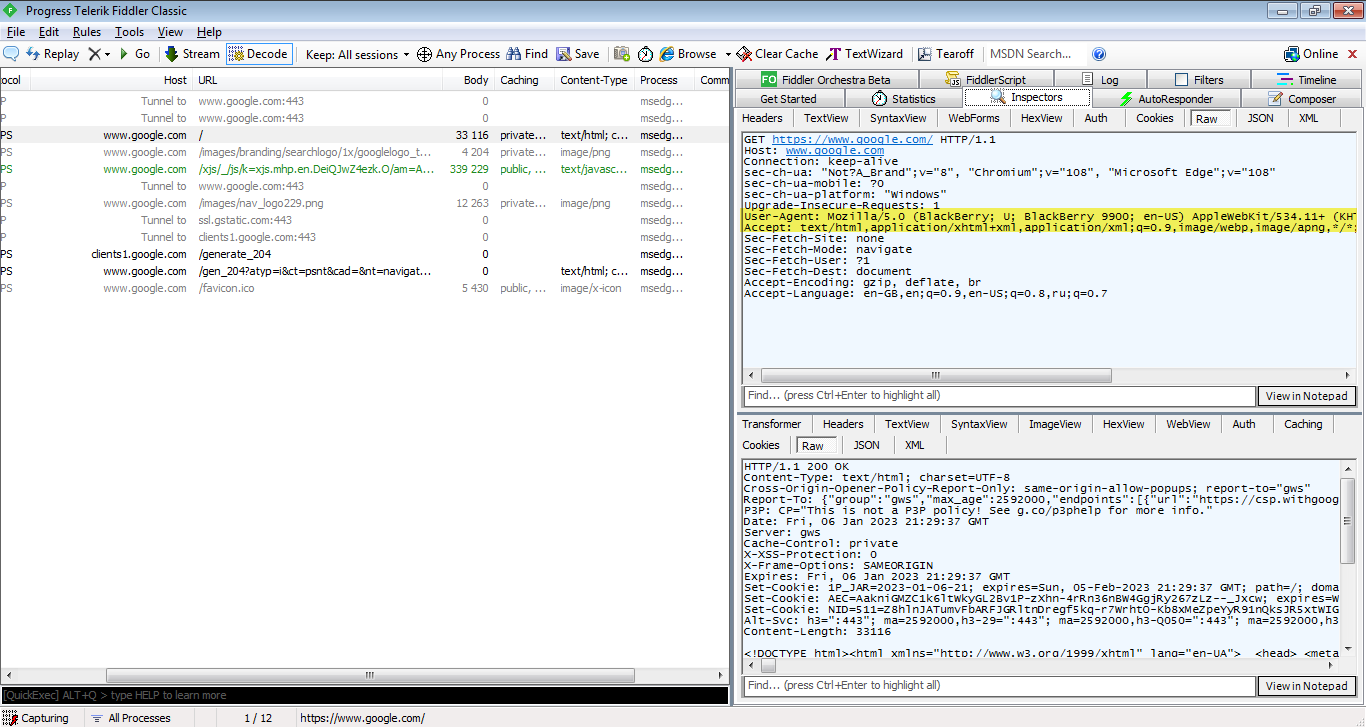 Progress Telerik Fiddler Classic
File Edit Rules Tools View Help
Replay Go Stream Decode Keep: All sessions Any Process Find Save Browse Clear Cache TextWizard Tearoff MSDN Search... Online
ocol Host URL Body Caching Content-Type Process Comm
P Tunnel to www.google.com:443 0 msedg...
P Tunnel to www.google.com:443 0 msedg...
PS www.google.com / 33 116 private... text/html; c... msedg...
PS www.google.com /images/branding/searchlogo/1x/googlelogo_t... 4 204 private... image/png msedg...
PS www.google.com /xjs/_/js/k=xjs.mhp.en.DeiQJwZ4ezk.O/am=A... 339 229 public, ... text/javasc... msedg...
P Tunnel to www.google.com:443 0 msedg...
PS www.google.com /images/nav_logo229.png 12 263 private... image/png msedg...
P Tunnel to ssl.gstatic.com:443 0 msedg...
P Tunnel to clients1.google.com:443 0 msedg...
PS clients1.google.com /generate_204 0 msedg...
PS www.google.com /gen_204?atyp=i&ct=psnt&cad=&nt=navigat... 0 text/html; c... msedg...
PS www.google.com /favicon.ico 5 430 public, ... image/x-icon msedg...
[QuickExec] ALT+Q > type HELP to learn more
Capturing All Processes 1 / 12 https://www.google.com/
FO Fiddler Orchestra Beta FiddlerScript Log Filters Timeline
Get Started Statistics Inspectors AutoResponder Composer
Headers TextView SyntaxView WebForms HexView Auth Cookies Raw JSON XML
GET https://www.google.com/ HTTP/1.1
Host: www.google.com
Connection: keep-alive
sec-ch-ua: "Not?A_Brand";v="8", "Chromium";v="108", "Microsoft Edge";v="108"
sec-ch-ua-mobile: ?0
sec-ch-ua-platform: "Windows"
Upgrade-Insecure-Requests: 1
User-Agent: Mozilla/5.0 (BlackBerry; U; BlackBerry 9900; en-US) AppleWebKit/534.11+ (KHT
Accept: text/html,application/xhtml+xml,application/xml;q=0.9,image/webp,image/apng,*/*;
Sec-Fetch-Site: none
Sec-Fetch-Mode: navigate
Sec-Fetch-User: ?1
Sec-Fetch-Dest: document
Accept-Encoding: gzip, deflate, br
Accept-Language: en-GB,en;q=0.9,en-US;q=0.8,ru;q=0.7
Find... (press Ctrl+Enter to highlight all) View in Notepad
Transformer Headers TextView SyntaxView ImageView HexView WebView Auth Caching
Cookies Raw JSON XML
HTTP/1.1 200 OK
Content-Type: text/html; charset=UTF-8
Cross-Origin-Opener-Policy-Report-Only: same-origin-allow-popups; report-to="gws"
Report-To: {"group":"gws","max_age":2592000,"endpoints":[{"url":"https://csp.withgoog
P3P: CP="This is not a P3P policy! See g.co/p3phelp for more info."
Date: Fri, 06 Jan 2023 21:29:37 GMT
Server: gws
Cache-Control: private
X-XSS-Protection: 0
X-Frame-Options: SAMEORIGIN
Expires: Fri, 06 Jan 2023 21:29:37 GMT
Set-Cookie: 1P_JAR=2023-01-06-21; expires=Sun, 05-Feb-2023 21:29:37 GMT; path=/; doma
Set-Cookie: AEC=AakniGMZC1k6ltWkyGL2Bv1P-zXhn-4rRn36nBW4GgjRy267zLz--_Jxcw; expires=W
Set-Cookie: NID=511=Z8hlnJATumvFbARFJGRltnDregf5kq-r7WrhtO-Kb8xMeZpeYyR91nQksJR5xtWIG
Alt-Svc: h3=":443"; ma=2592000,h3-29=":443"; ma=2592000,h3-Q050=":443"; ma=2592000,h3
Content-Length: 33116
<!DOCTYPE html><html xmlns="http://www.w3.org/1999/xhtml" lang="en-UA"> <head> <meta
Find... (press Ctrl+Enter to highlight all) View in Notepad